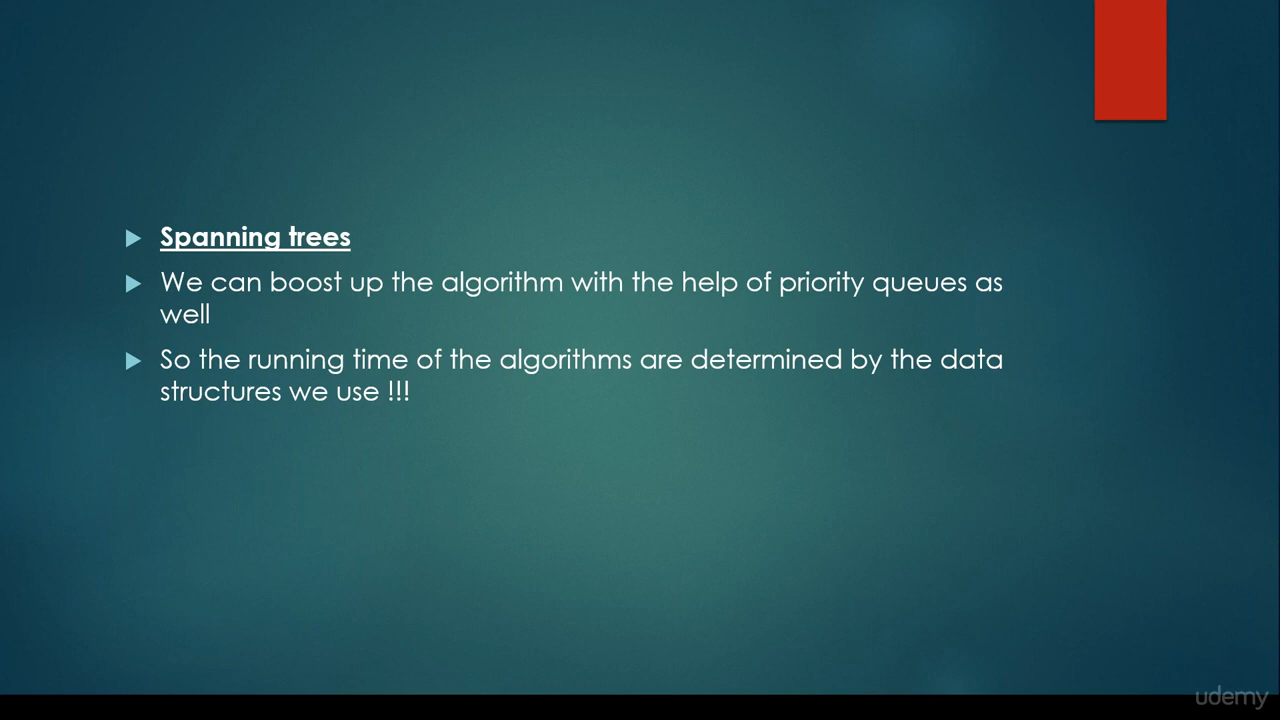 Spanning trees
We can boost up the algorithm with the help of priority queues as
well
So the running time of the algorithms are determined by the data
structures we use !!!
udemy